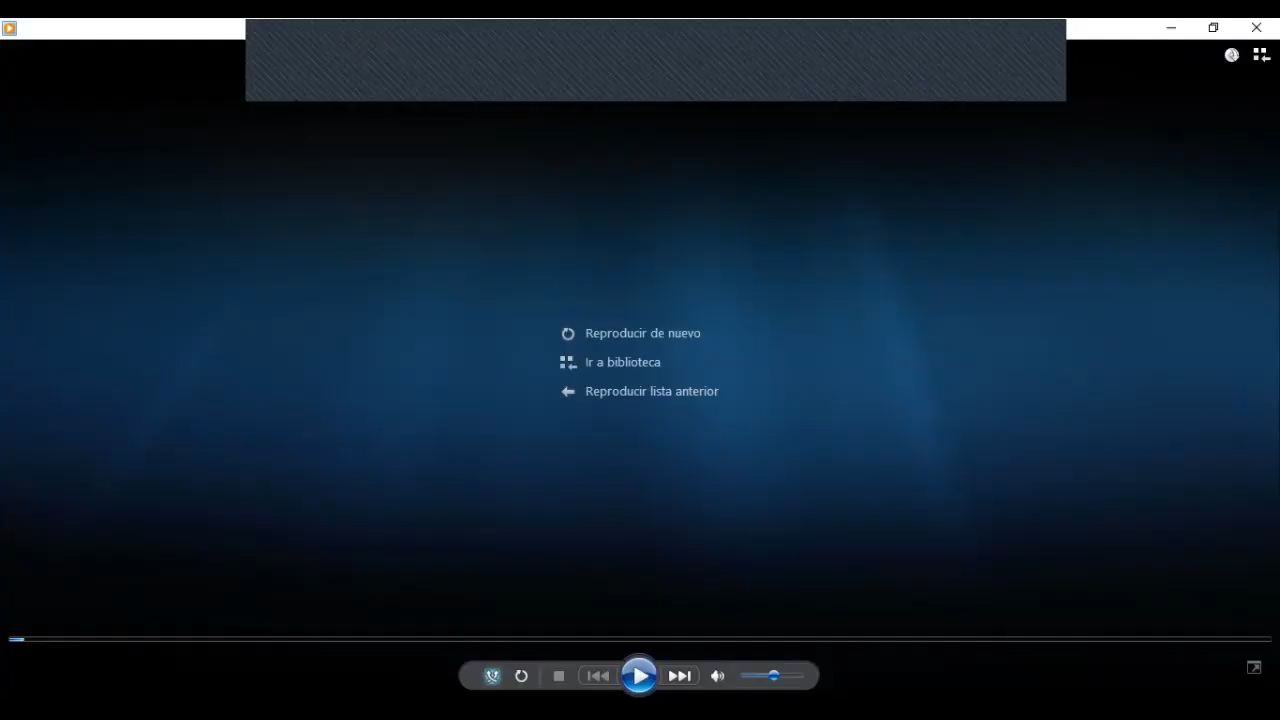 Reproducir de nuevo
Ir a biblioteca
Reproducir lista anterior